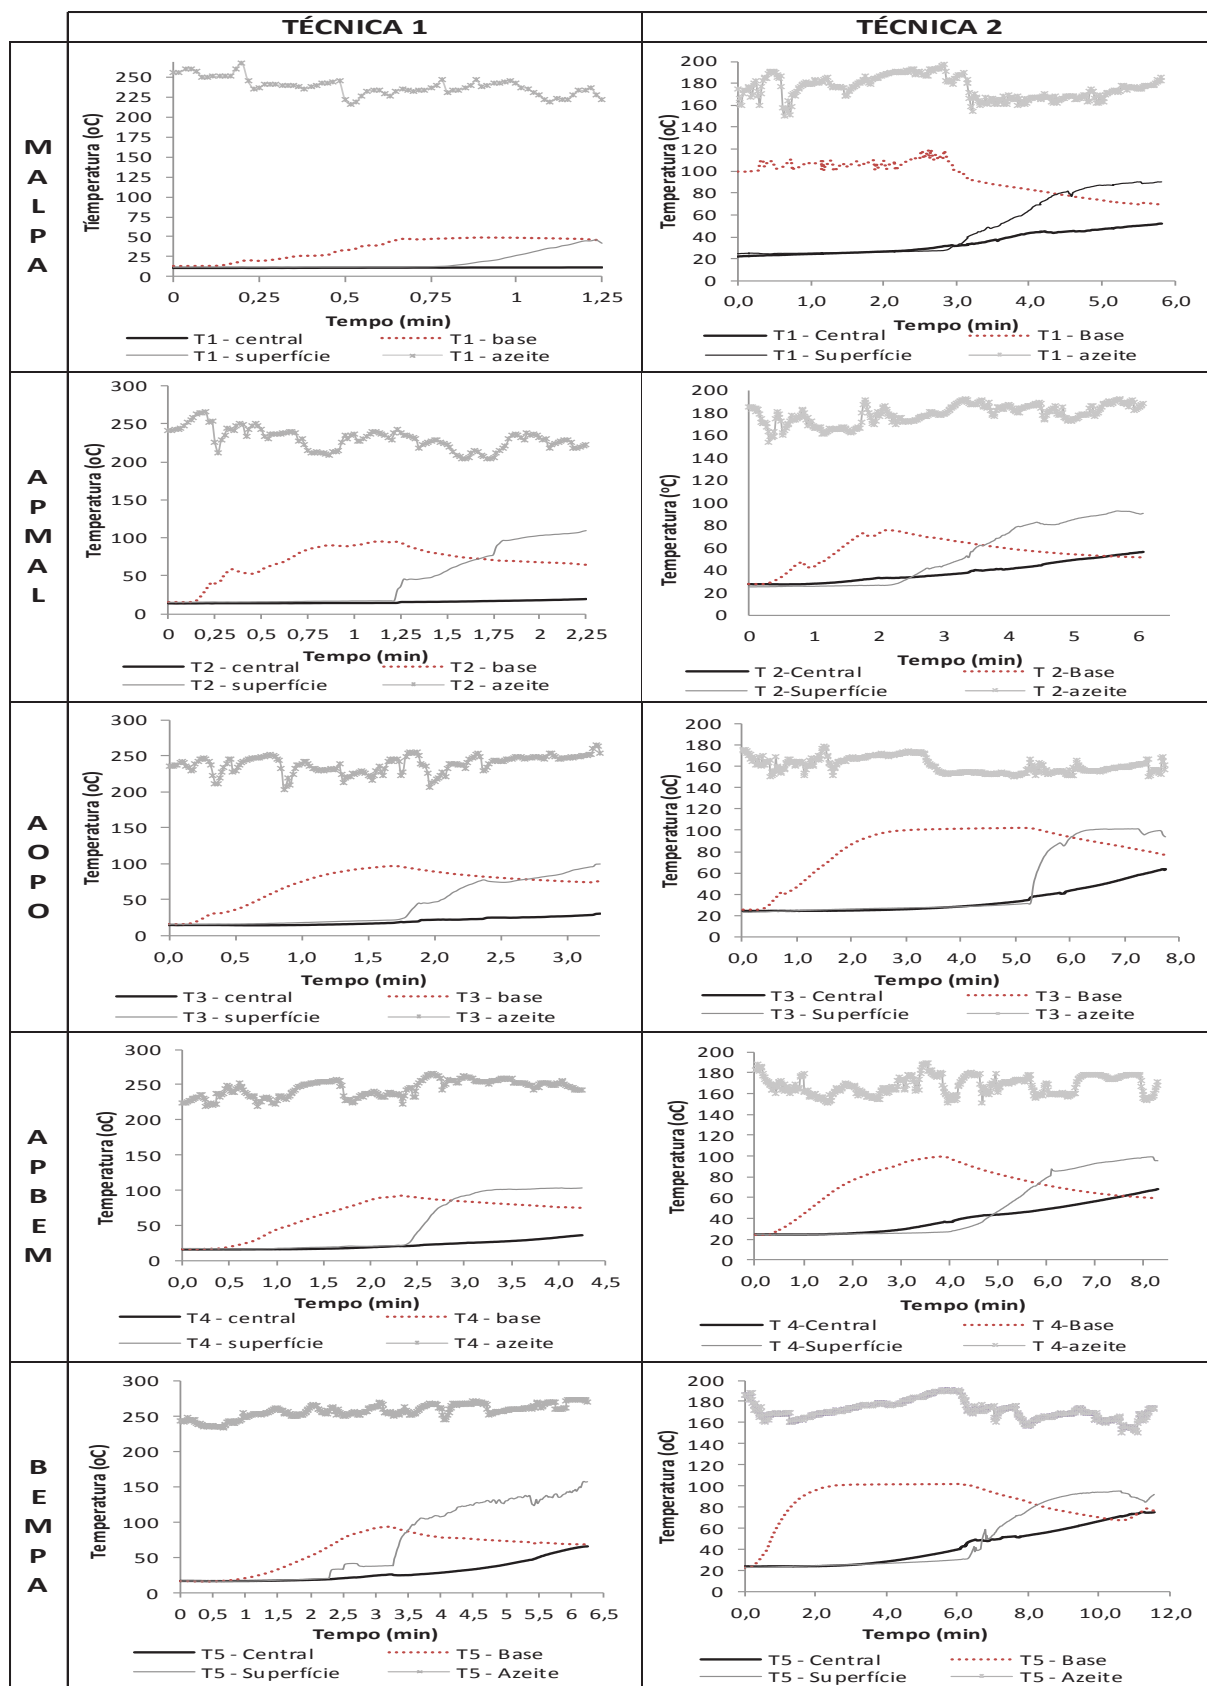 TÉCNICA 1
TÉCNICA 2
MALPA
Tíemperatura (oC)
250
225
200
175
150
125
100
75
50
25
0
0 0,25 0,5 0,75 1 1,25
Tempo (min)
T1 - central T1 - base
T1 - superfície T1 - azeite
Temperatura (oC)
200
180
160
140
120
100
80
60
40
20
0
0,0 1,0 2,0 3,0 4,0 5,0 6,0
Tempo (min)
T1 - Central T1 - Base
T1 - Superfície T1 - azeite
APMAL
Temperatura (oC)
300
250
200
150
100
50
0
0 0,25 0,5 0,75 1 1,25 1,5 1,75 2 2,25
Tempo (min)
T2 - central T2 - base
T2 - superfície T2 - azeite
Temperatura (ºC)
200
180
160
140
120
100
80
60
40
20
0
0 1 2 3 4 5 6
Tempo (min)
T 2-Central T 2-Base
T 2-Superfície T 2-azeite
AOPO
Temperatura (oC)
300
250
200
150
100
50
0
0,0 0,5 1,0 1,5 2,0 2,5 3,0
Tempo (min)
T3 - central T3 - base
T3 - superfície T3 - azeite
Temperatura (oC)
200
180
160
140
120
100
80
60
40
20
0
0,0 1,0 2,0 3,0 4,0 5,0 6,0 7,0 8,0
Tempo (min)
T3 - Central T3 - Base
T3 - Superfície T3 - azeite
APBEM
Temperatura (oC)
300
250
200
150
100
50
0
0,0 0,5 1,0 1,5 2,0 2,5 3,0 3,5 4,0 4,5
Tempo (min)
T4 - central T4 - base
T4 - superfície T4 - azeite
Temperatura (oC)
200
180
160
140
120
100
80
60
40
20
0
0,0 1,0 2,0 3,0 4,0 5,0 6,0 7,0 8,0
Tempo (min)
T 4-Central T 4-Base
T 4-Superfície T 4-azeite
BEMPA
Temperatura (oC)
300
250
200
150
100
50
0
0 0,5 1 1,5 2 2,5 3 3,5 4 4,5 5 5,5 6 6,5
Tempo (min)
T5 - Central T5 - Base
T5 - Superfície T5 - Azeite
Temperatura (oC)
200
180
160
140
120
100
80
60
40
20
0
0,0 2,0 4,0 6,0 8,0 10,0 12,0
Tempo (min)
T5 - Central T5 - Base
T5 - Superfície T5 - Azeite